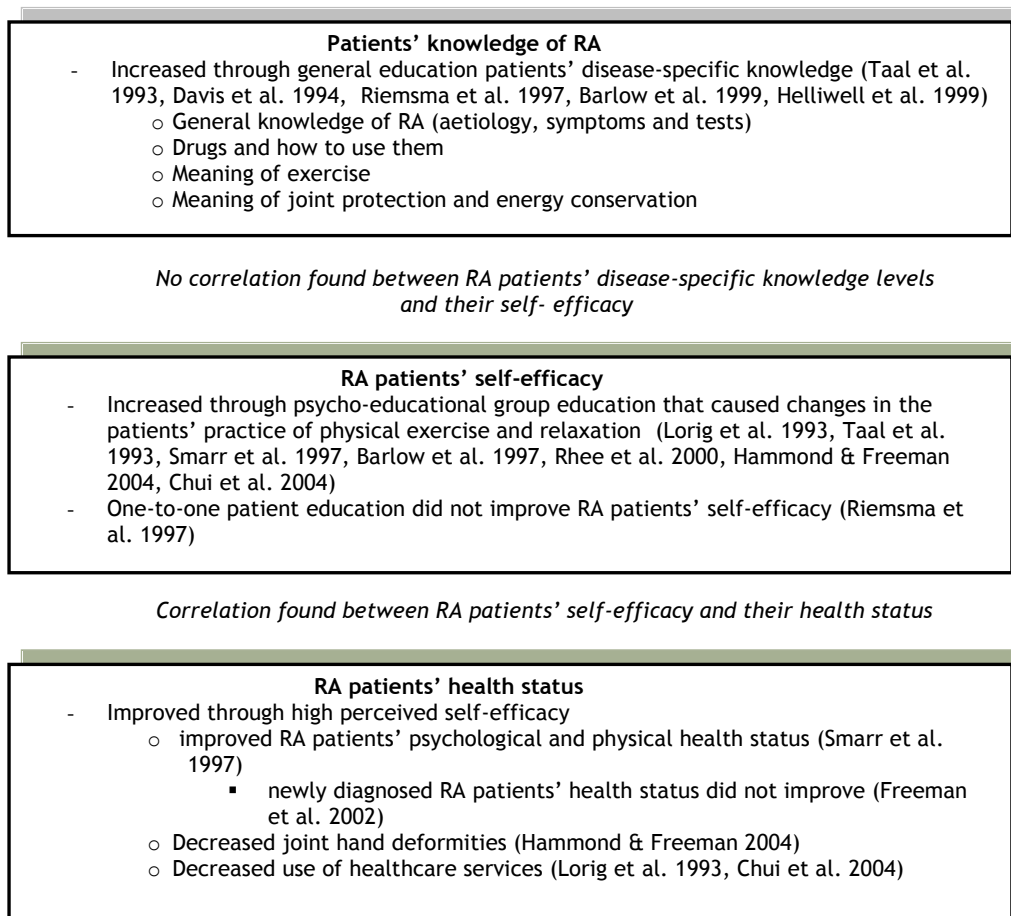 Patients’ knowledge of RA
- Increased through general education patients’ disease-specific knowledge (Taal et al.
1993, Davis et al. 1994, Riemsma et al. 1997, Barlow et al. 1999, Helliwell et al. 1999)
o General knowledge of RA (aetiology, symptoms and tests)
o Drugs and how to use them
o Meaning of exercise
o Meaning of joint protection and energy conservation
No correlation found between RA patients’ disease-specific knowledge levels
and their self- efficacy
RA patients’ self-efficacy
- Increased through psycho-educational group education that caused changes in the
patients’ practice of physical exercise and relaxation (Lorig et al. 1993, Taal et al.
1993, Smarr et al. 1997, Barlow et al. 1997, Rhee et al. 2000, Hammond & Freeman
2004, Chui et al. 2004)
- One-to-one patient education did not improve RA patients’ self-efficacy (Riemsma et
al. 1997)
Correlation found between RA patients’ self-efficacy and their health status
RA patients’ health status
- Improved through high perceived self-efficacy
o improved RA patients’ psychological and physical health status (Smarr et al.
1997)
▪ newly diagnosed RA patients’ health status did not improve (Freeman
et al. 2002)
o Decreased joint hand deformities (Hammond & Freeman 2004)
o Decreased use of healthcare services (Lorig et al. 1993, Chui et al. 2004)